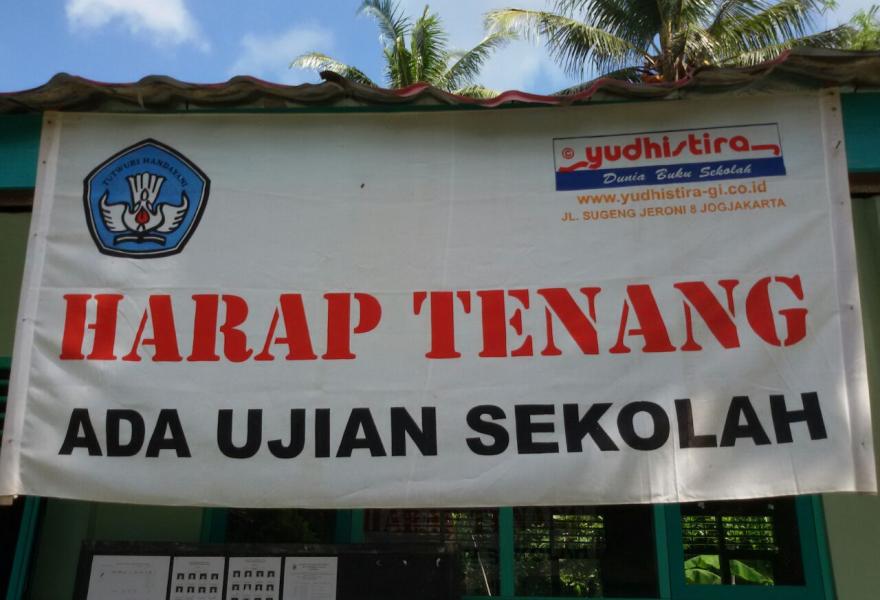 TUTWURI HANDAYANI
© yudhistira
Dunia Buku Sekolah
www.yudhistira-gi.co.id
JL. SUGENG JERONI 8 JOGJAKARTA
HARAP TENANG
ADA UJIAN SEKOLAH